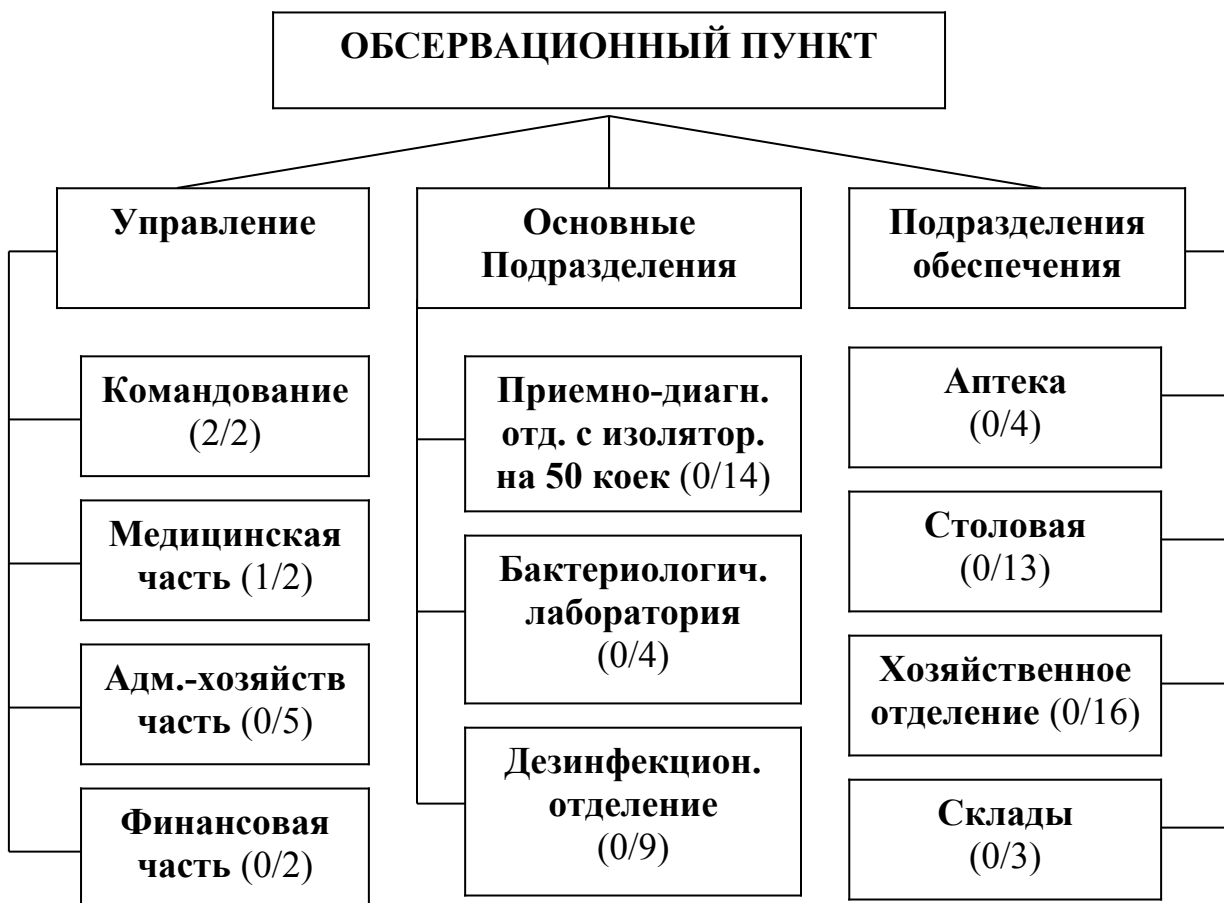 ОБСЕРВАЦИОННЫЙ ПУНКТ
Управление
Командование
(2/2)
Медицинская
часть (1/2)
Адм.-хозяйств
часть (0/5)
Финансовая
часть (0/2)
Основные
Подразделения
Приемно-диагн.
отд. с изолятор.
на 50 коек (0/14)
Бактериологич.
лаборатория
(0/4)
Дезинфекцион.
отделение
(0/9)
Подразделения
обеспечения
Аптека
(0/4)
Столовая
(0/13)
Хозяйственное
отделение (0/16)
Склады
(0/3)